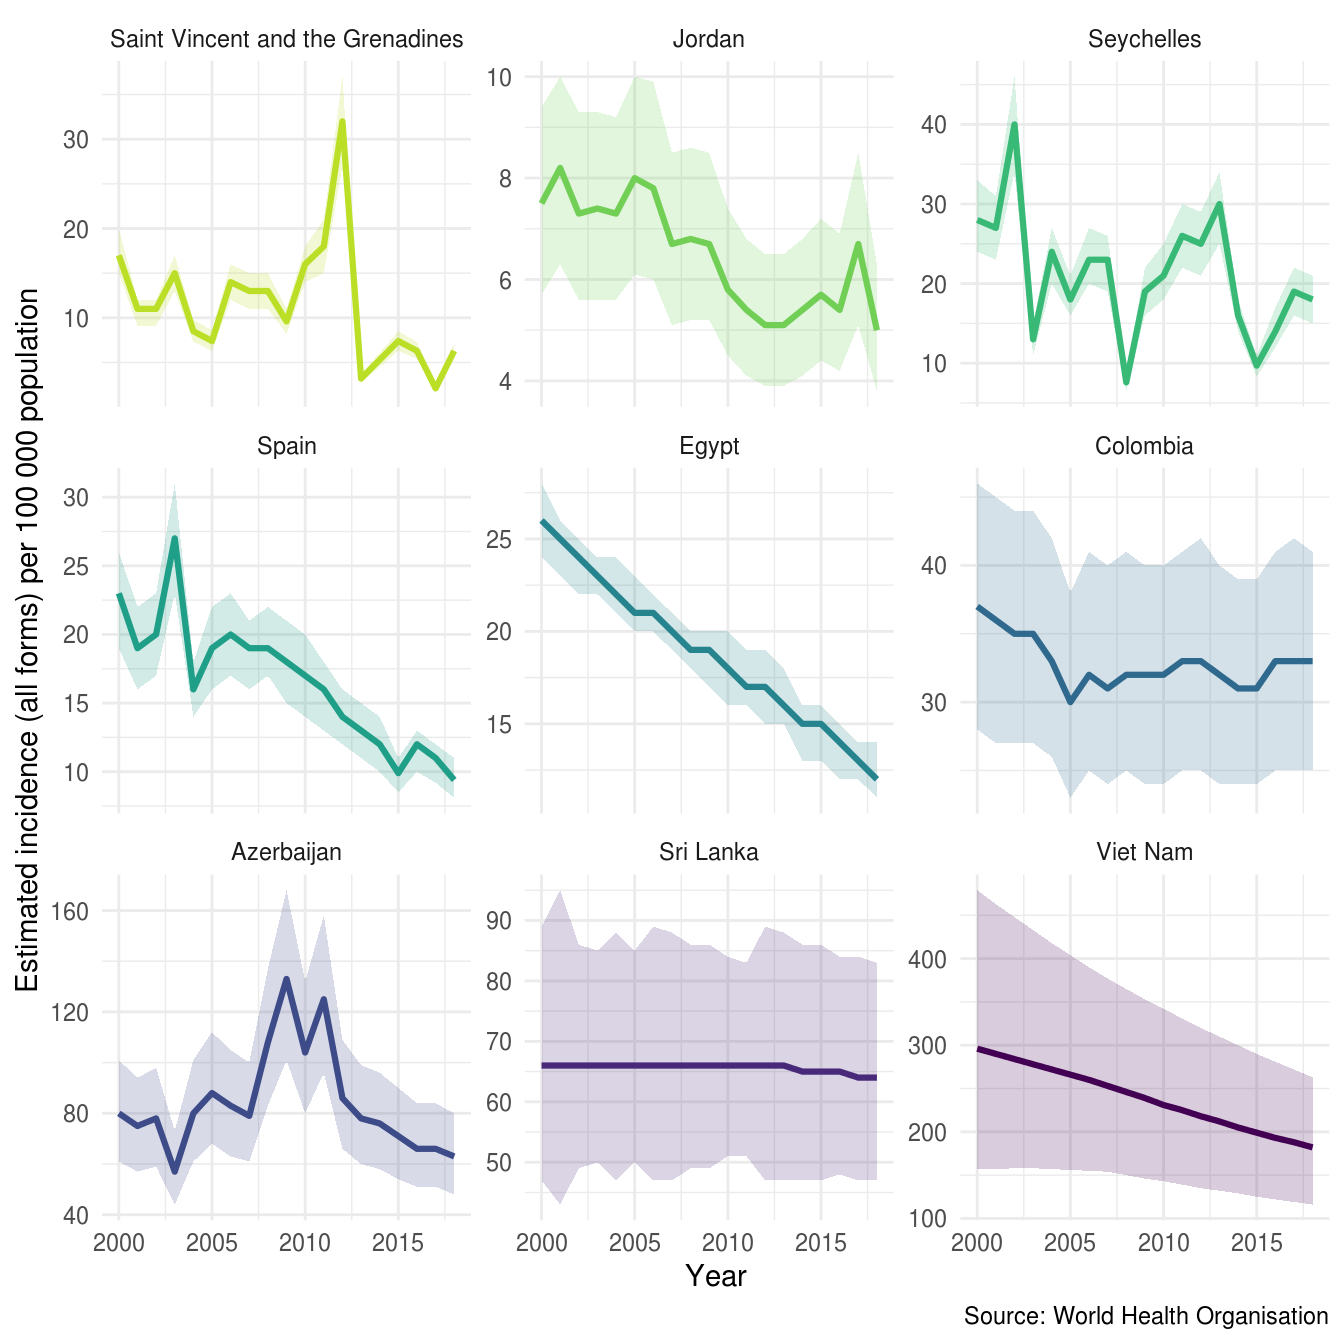 Saint Vincent and the Grenadines
Jordan
Seychelles
30
20
10
10
8
6
4
40
30
20
10
Estimated incidence (all forms) per 100 000 population
Spain
Egypt
Colombia
30
25
20
15
10
25
20
15
40
30
Azerbaijan
Sri Lanka
Viet Nam
160
120
80
40
90
80
70
60
50
400
300
200
100
2000 2005 2010 2015
2000 2005 2010 2015
2000 2005 2010 2015
Year
Source: World Health Organisation